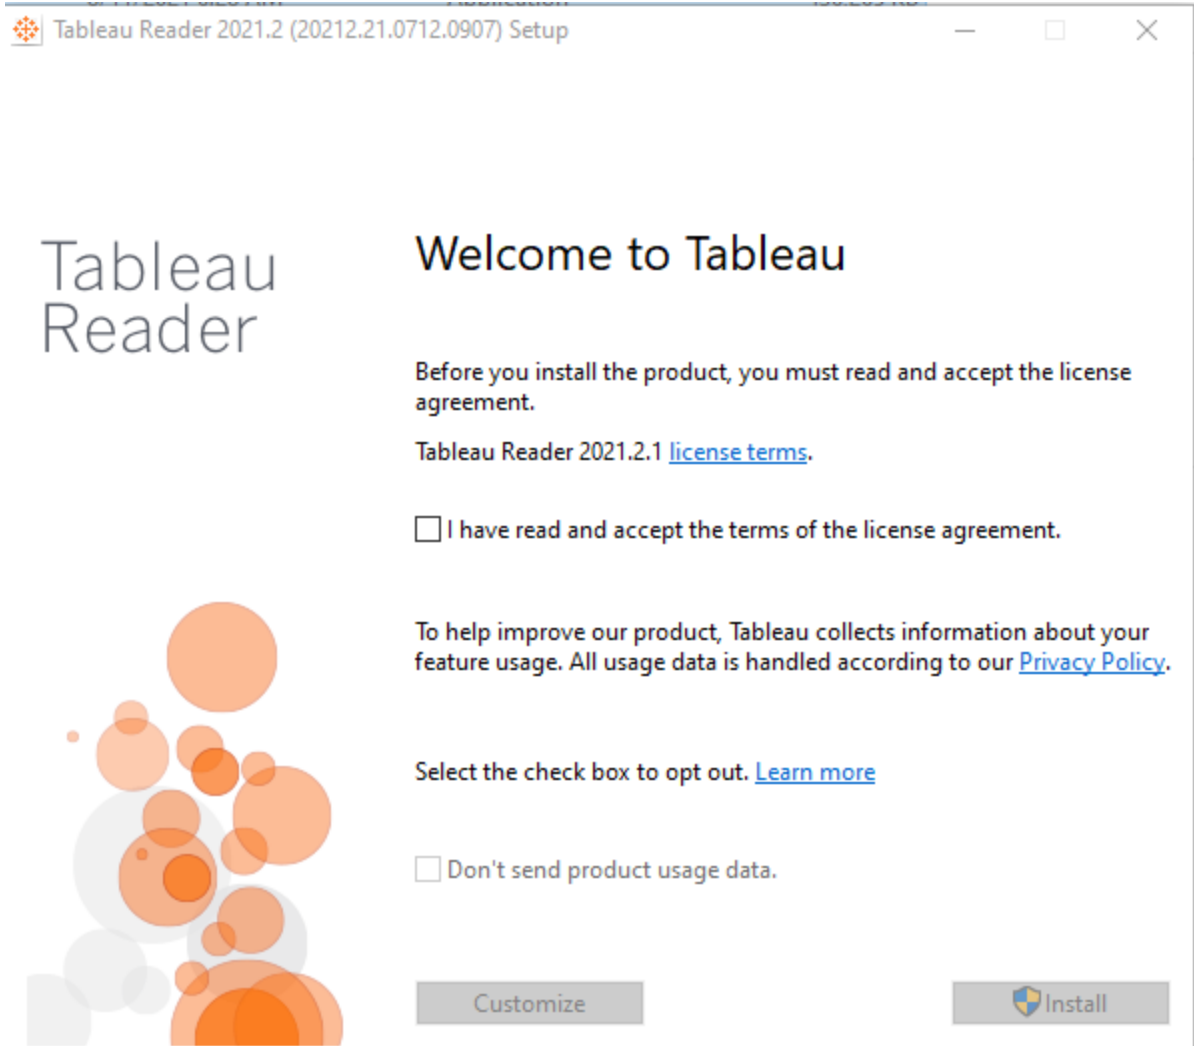 Tableau Reader 2021.2 (20212.21.0712.0907) Setup
Tableau
Reader
Welcome to Tableau
Before you install the product, you must read and accept the license
agreement.
Tableau Reader 2021.2.1 license terms.
I have read and accept the terms of the license agreement.
To help improve our product, Tableau collects information about your
feature usage. All usage data is handled according to our Privacy Policy.
Select the check box to opt out. Learn more
Don't send product usage data.
Customize
Install